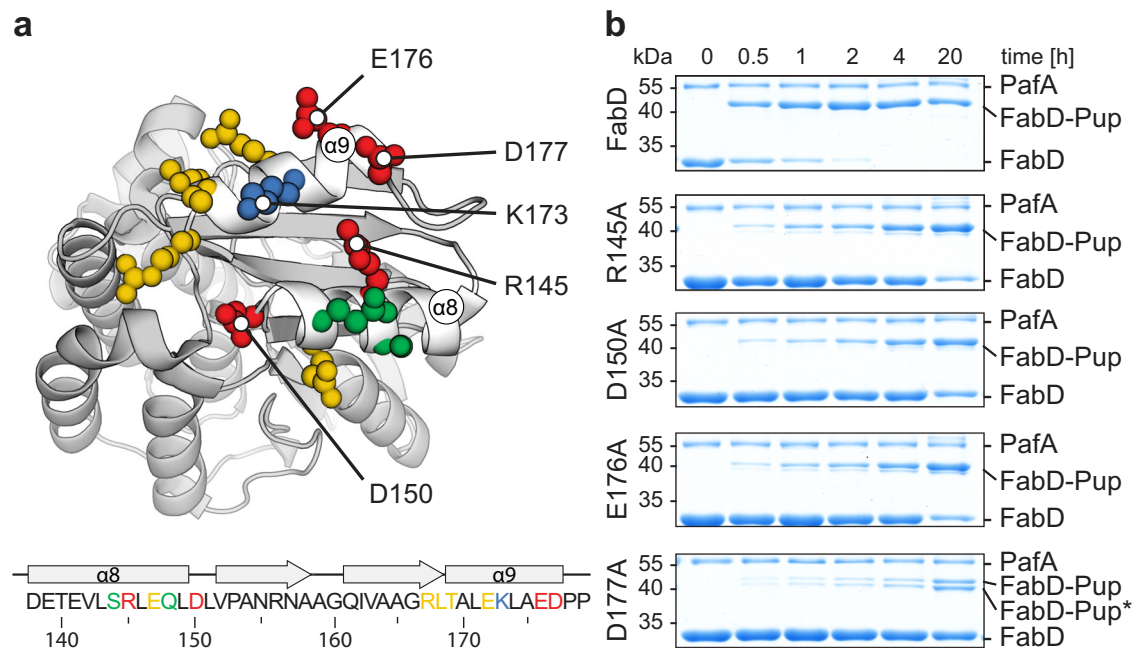 a
E176
α9
D177
K173
R145
α8
D150
α8 α9
DETEVLSRLEQLDLVPANRNAAGQIVAAGRLTALEKLAEDPP
140 150 160 170
b
kDa 0 0.5 1 2 4 20 time [h]
FabD
55 PafA
40 FabD-Pup
35
FabD
R145A
55 PafA
40 FabD-Pup
35
FabD
D150A
55 PafA
40 FabD-Pup
35
FabD
E176A
55 PafA
40 FabD-Pup
35
FabD
D177A
55 PafA
40 FabD-Pup
FabD-Pup*
35
FabD